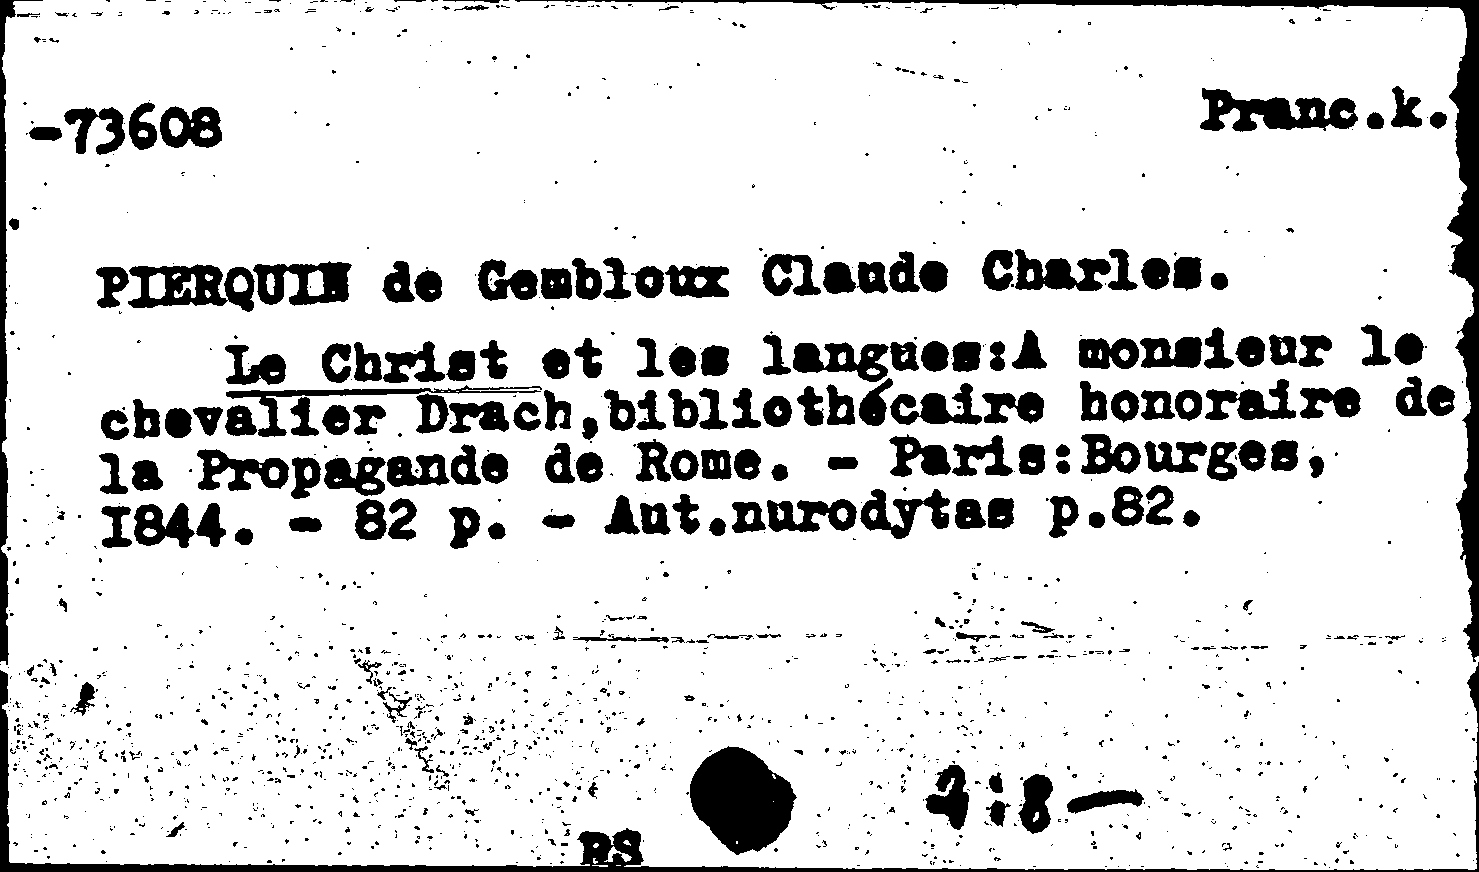 -73608
Pranc.k.
PIERQUIN de Gembloux Claude Charles.
Le Christ et les langues:A monsieur le
chevalier Drach,bibliothécaire honoraire de
la Propagande de Rome. - Paris:Bourges,
I844. - 82 p. - Aut.nurodytas p.82.
:8—
RS